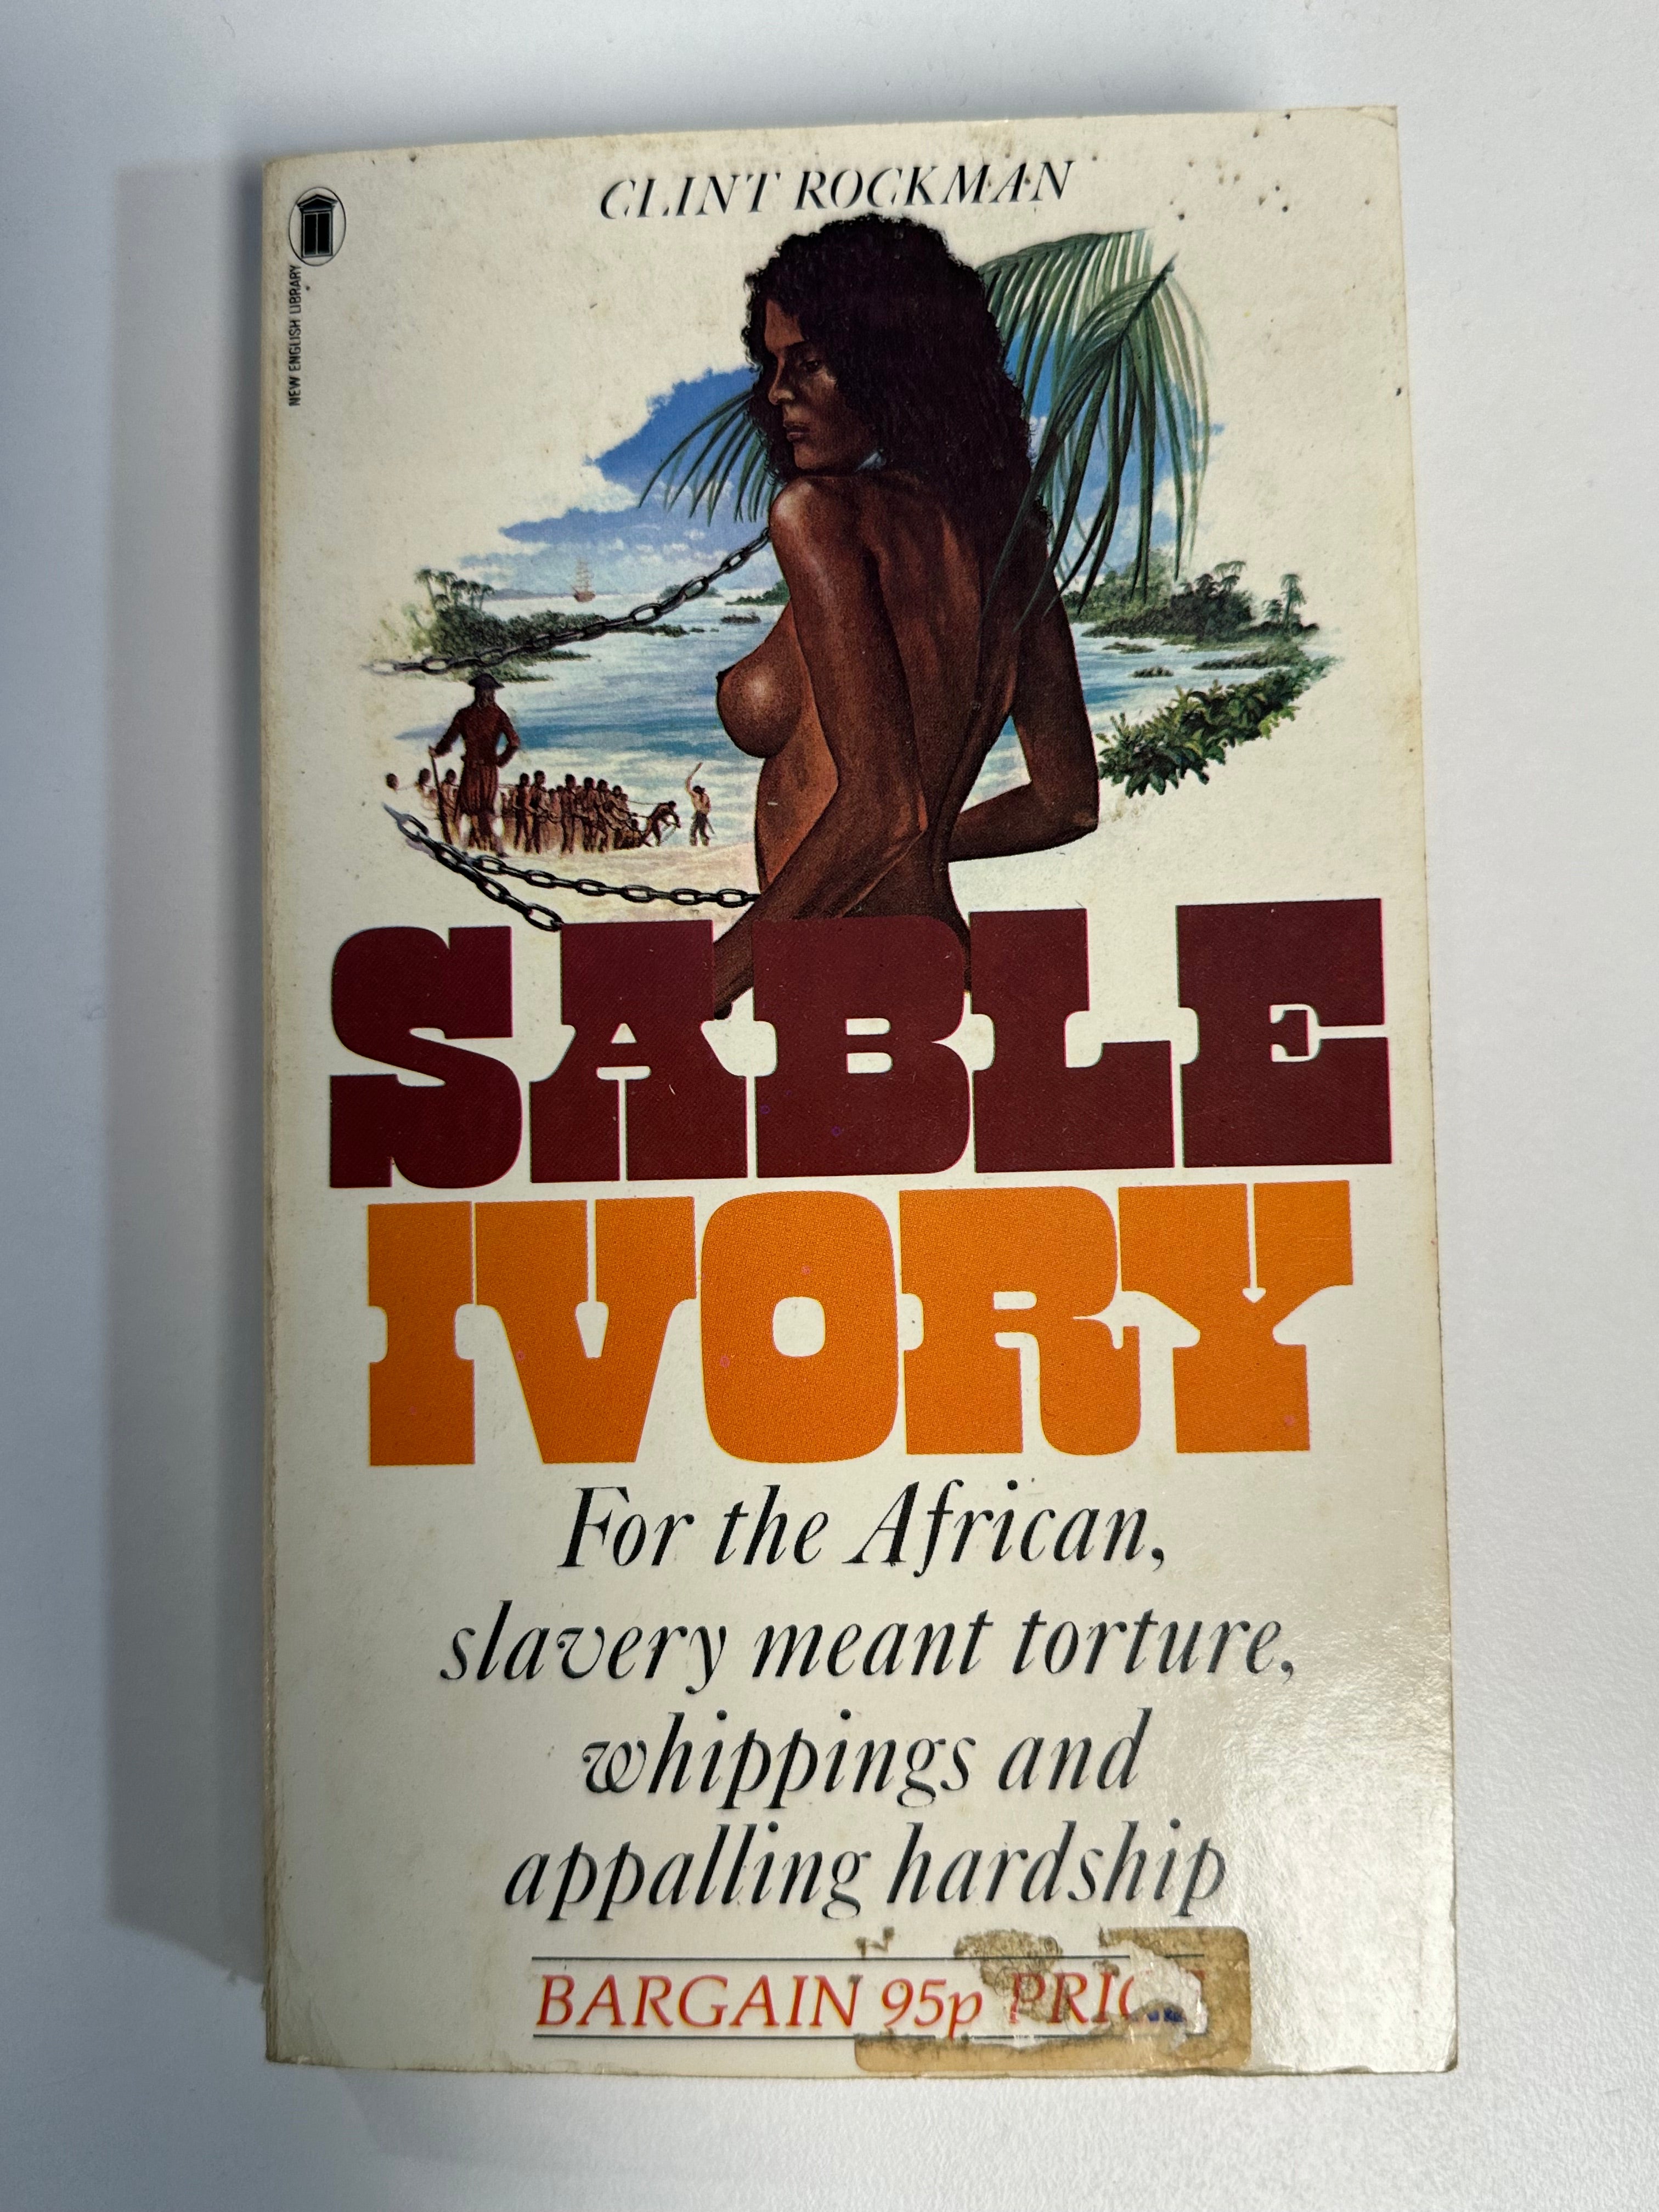 CLINT ROCKMAN
NEW ENGLISH LIBRARY
SABLE
IVORY
For the African,
slavery meant torture,
whippings and
appalling hardship
BARGAIN 95p